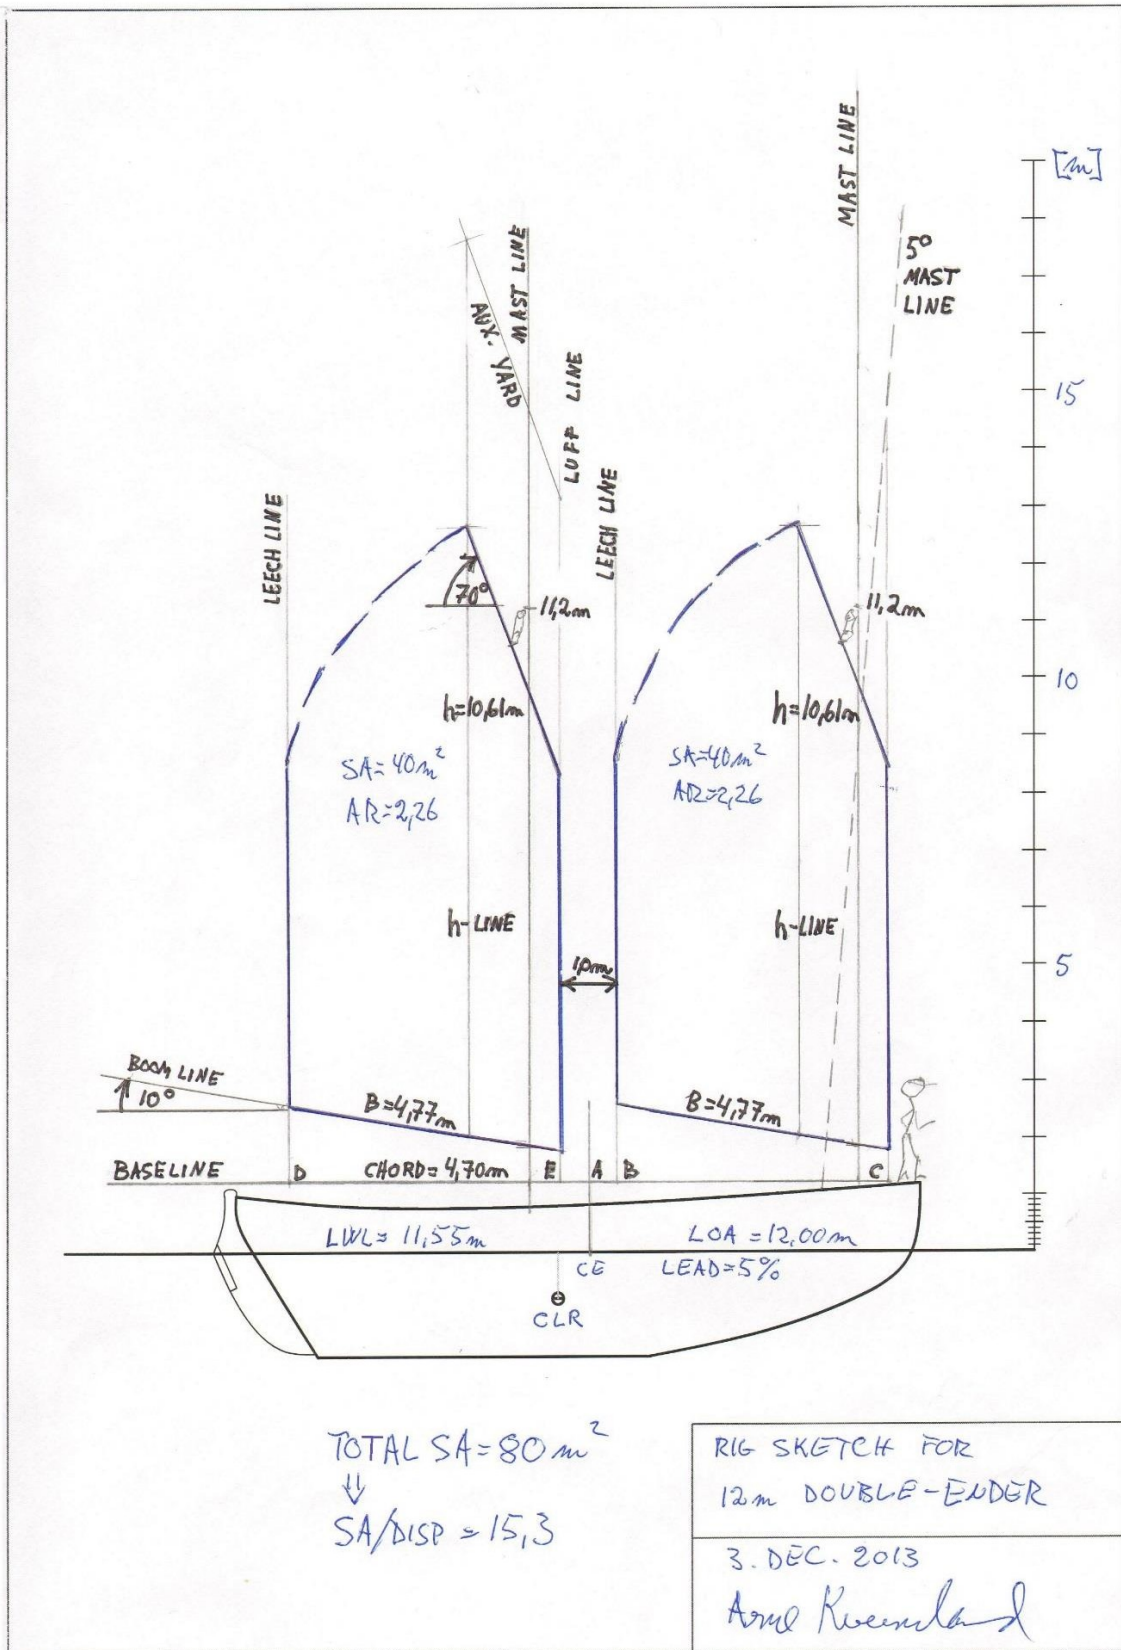 MAST LINE
[m]
MAST LINE
5°
MAST
LINE
AUX. YARD
LUFF LINE
15
LEECH LINE
LEECH LINE
70°
11,2m
11,2m
10
h=10,61m
h=10,61m
SA=40m²
AR=2,26
SA=40m²
AR=2,26
h-LINE
h-LINE
1,0m
5
BOOM LINE
10°
B=4,77m
B=4,77m
BASELINE
D
CHORD=4,70m
E
A
B
C
LWL=11,55m
LOA=12,00m
CE
LEAD=5%
CLR
TOTAL SA=80m²
⇓
SA/DISP=15,3
RIG SKETCH FOR
12m DOUBLE-ENDER
3. DEC. 2013